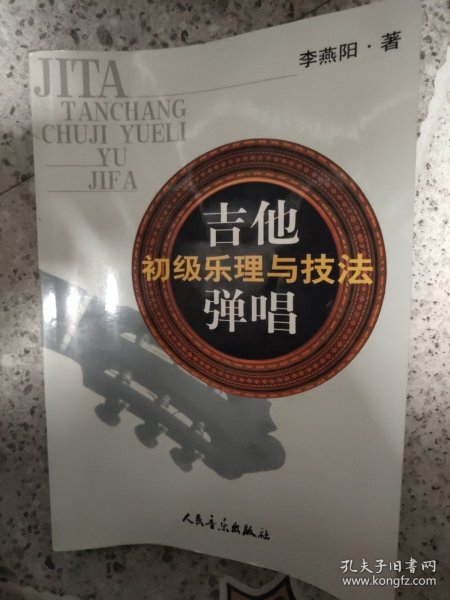 李燕阳·著
JITA
TANCHANG
CHUJI YUELI
YU
JIFA
吉他
初级乐理与技法
弹唱
人民音乐出版社
孔夫子旧书网
www.kongfz.com